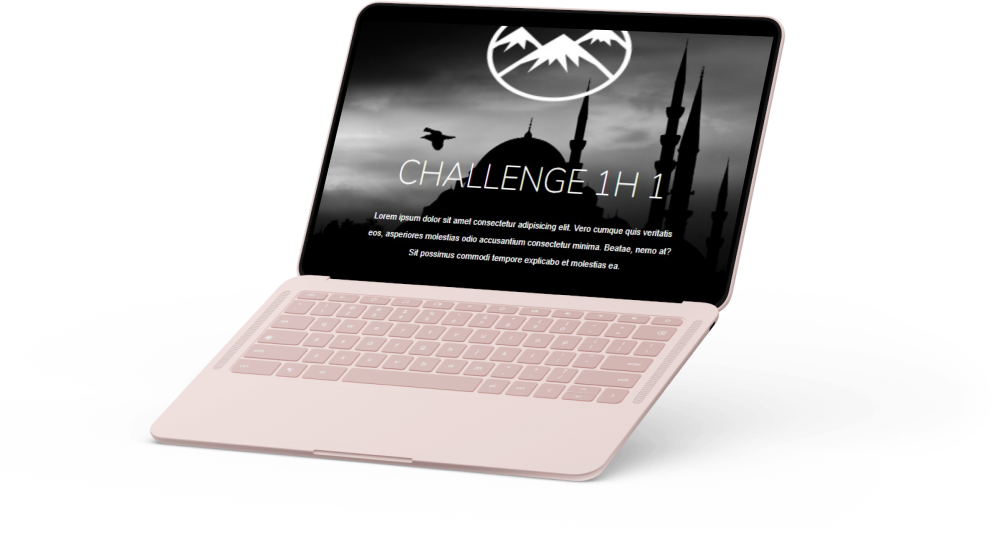 CHALLENGE 1H 1
Lorem ipsum dolor sit amet consectetur adipisicing elit. Vero cumque quis veritatis
eos, asperiores molestias odio accusantium consectetur minima. Beatae, nemo at?
Sit possimus commodi tempore explicabo et molestias ea.